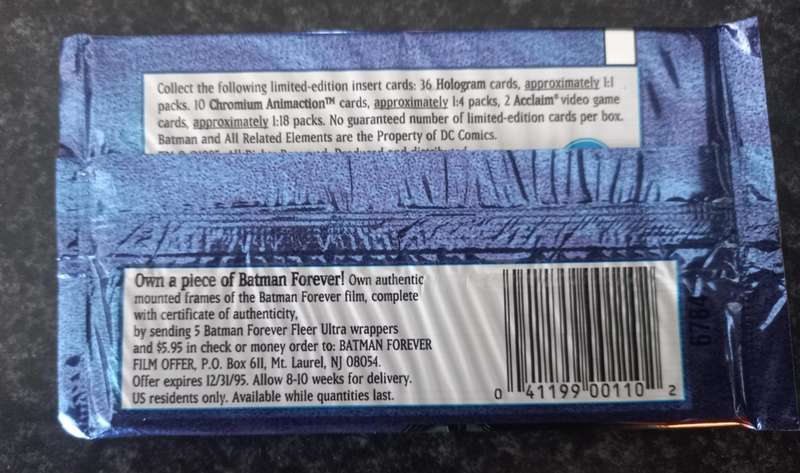 Collect the following limited-edition insert cards: 36 Hologram cards, approximately 1:1
packs. 10 Chromium Animaction™ cards, approximately 1:4 packs, 2 Acclaim® video game
cards, approximately 1:18 packs. No guaranteed number of limited-edition cards per box.
Batman and All Related Elements are the Property of DC Comics.
Own a piece of Batman Forever! Own authentic
mounted frames of the Batman Forever film, complete
with certificate of authenticity,
by sending 5 Batman Forever Fleer Ultra wrappers
and $5.95 in check or money order to: BATMAN FOREVER
FILM OFFER, P.O. Box 611, Mt. Laurel, NJ 08054.
Offer expires 12/31/95. Allow 8-10 weeks for delivery.
US residents only. Available while quantities last.
0 41199 00110 2